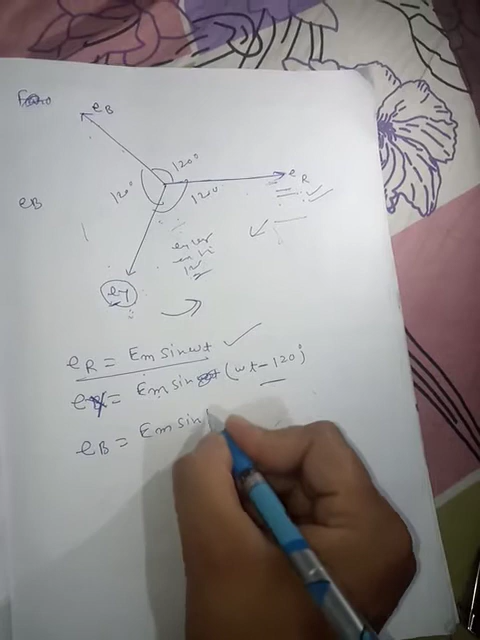 eB
120°
eR
120°
120°
eB
ey
eR = Em sinωt
ey = Em sin (ωt - 120°)
eB = Em sin